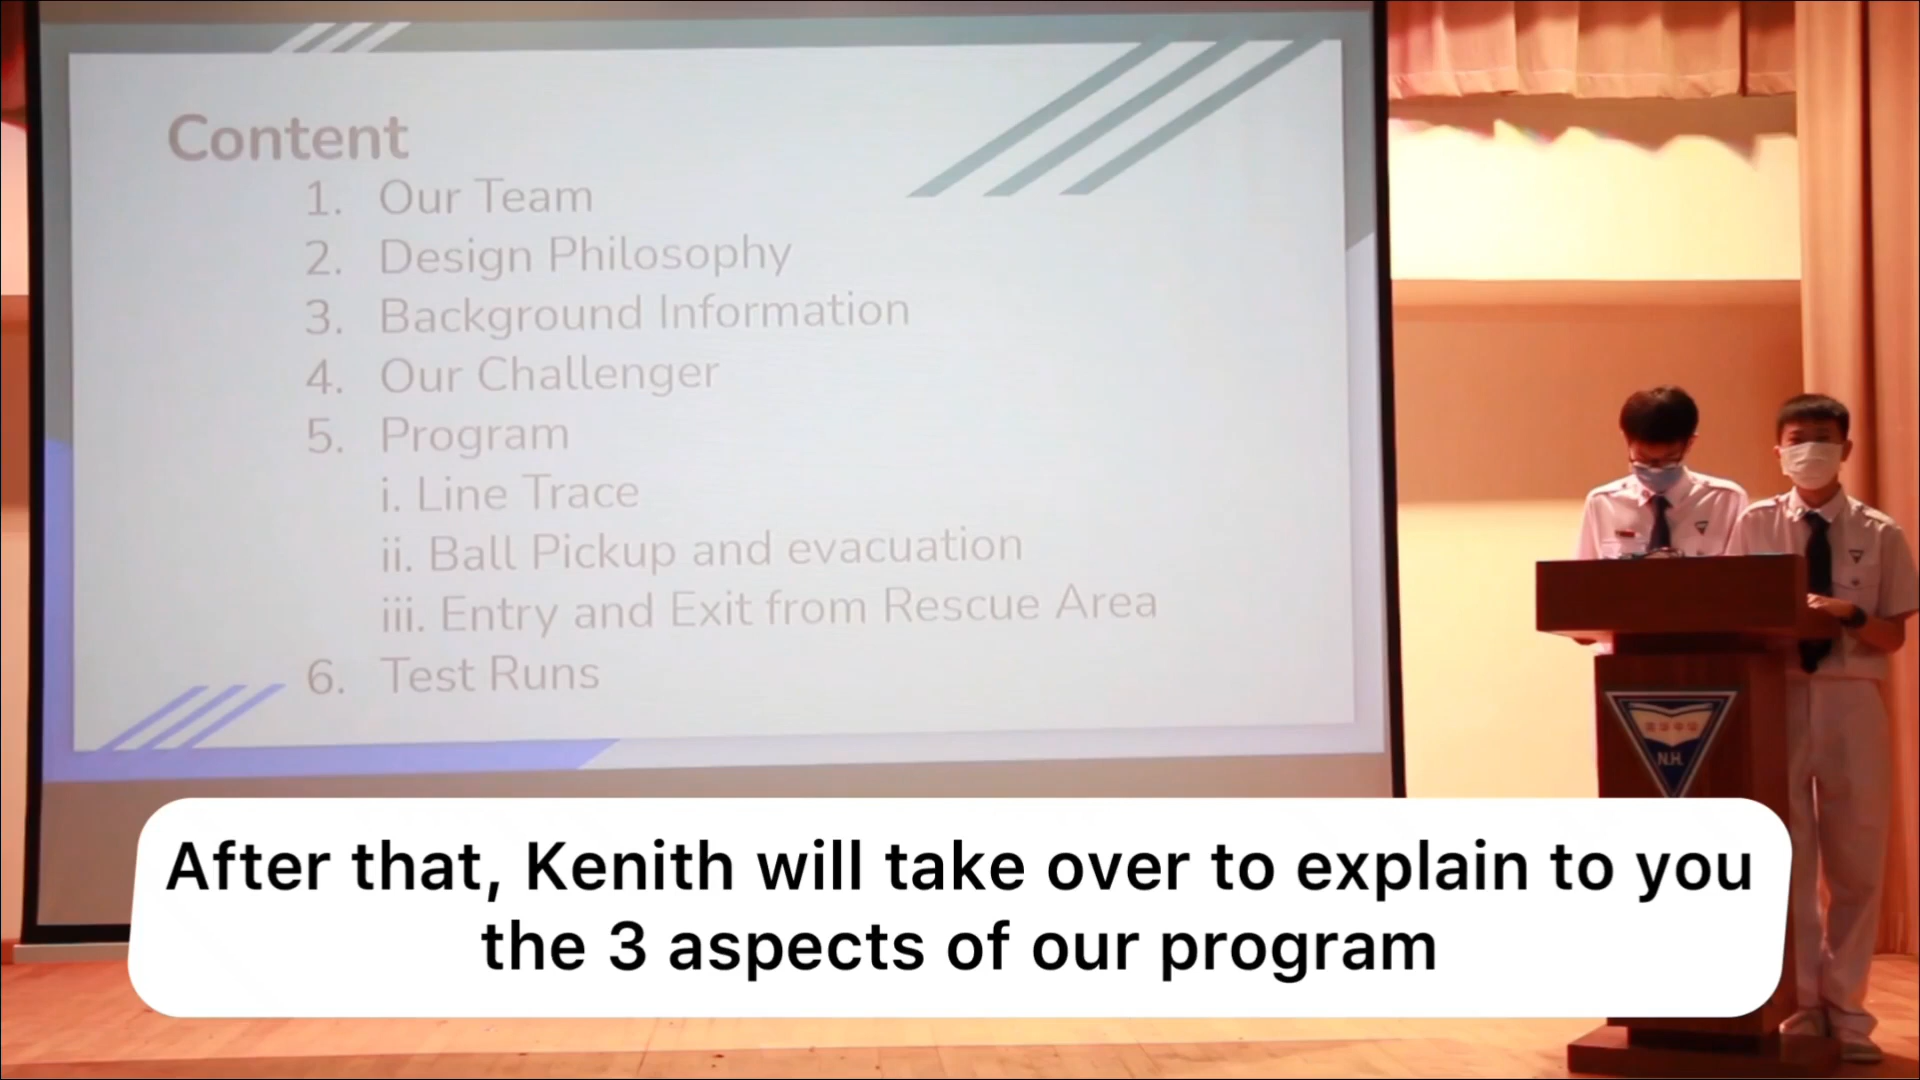 Content
1. Our Team
2. Design Philosophy
3. Background Information
4. Our Challenger
5. Program
i. Line Trace
ii. Ball Pickup and evacuation
iii. Entry and Exit from Rescue Area
6. Test Runs
N.H.
After that, Kenith will take over to explain to you
the 3 aspects of our program